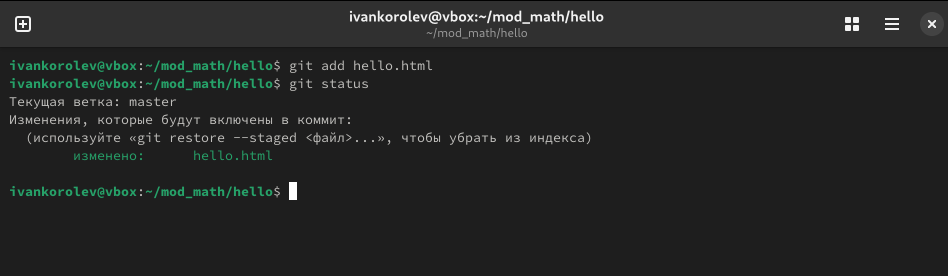 ivankorolev@vbox:~/mod_math/hello
~/mod_math/hello
ivankorolev@vbox:~/mod_math/hello$ git add hello.html
ivankorolev@vbox:~/mod_math/hello$ git status
Текущая ветка: master
Изменения, которые будут включены в коммит:
  (используйте «git restore --staged <файл>...», чтобы убрать из индекса)
        изменено:      hello.html
ivankorolev@vbox:~/mod_math/hello$